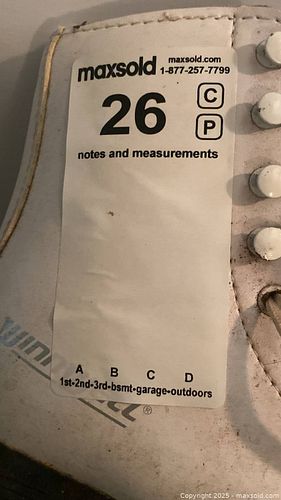 maxsold
maxsold.com
1-877-257-7799
26
C
P
notes and measurements
A B C D
1st-2nd-3rd-bsmt-garage-outdoors
®
Copyright 2025 - maxsold.com